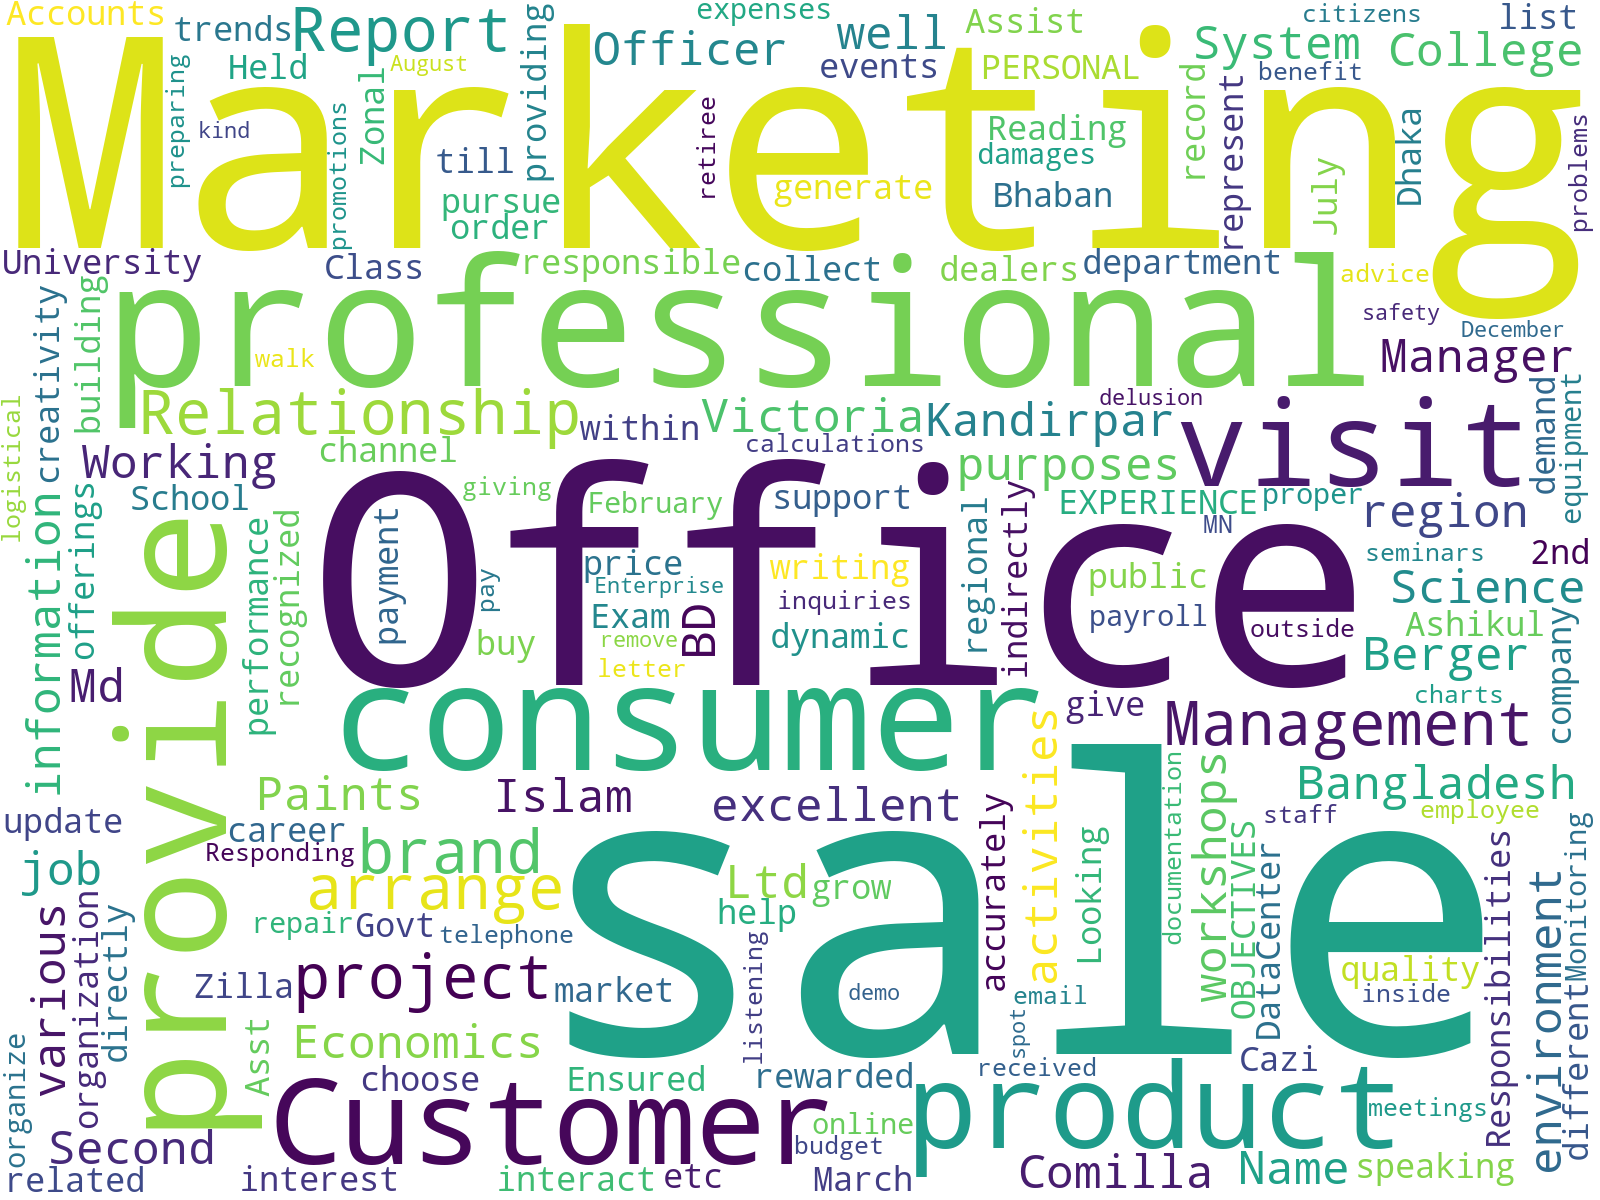 Accounts
trends
Report
expenses
Officer
well
Assist
citizens
list
System
College
Held
August
Zonal
providing
events
PERSONAL
benefit
Marketing
preparing
kind
promotions
till
retiree
Reading
damages
record
represent
July
Dhaka
problems
pursue
order
generate
Bhaban
University
Class
responsible
collect
dealers
department
advice
safety
December
professional
creativity
building
walk
Manager
Relationship
within
Victoria
Kandirpar
delusion
visit
demand
equipment
logistical
Working
channel
calculations
purposes
School
giving
February
support
EXPERIENCE
proper
region
MN
information
offerings
performance
recognized
provide
Office
payment
pay
price
Enterprise
writing
regional
indirectly
seminars
2nd
public
Science
Exam
inquiries
BD
payroll
buy
remove
dynamic
outside
Ashikul
letter
Berger
company
Md
consumer
give
charts
Management
activities
workshops
documentation
Paints
Islam
excellent
Bangladesh
update
career
Responding
brand
sale
staff
employee
job
arrange
Ltd
grow
accurately
Looking
OBJECTIVES
DataCenter
Responsibilities
Monitoring
various
organization
directly
repair
Govt
telephone
help
listening
quality
environment
different
Zilla
project
market
demo
email
inside
spot
Economics
organize
Asst
choose
Ensured
rewarded
received
Cazi
Customer
product
meetings
Second
online
budget
related
interest
interact
etc
March
Comilla
Name
speaking